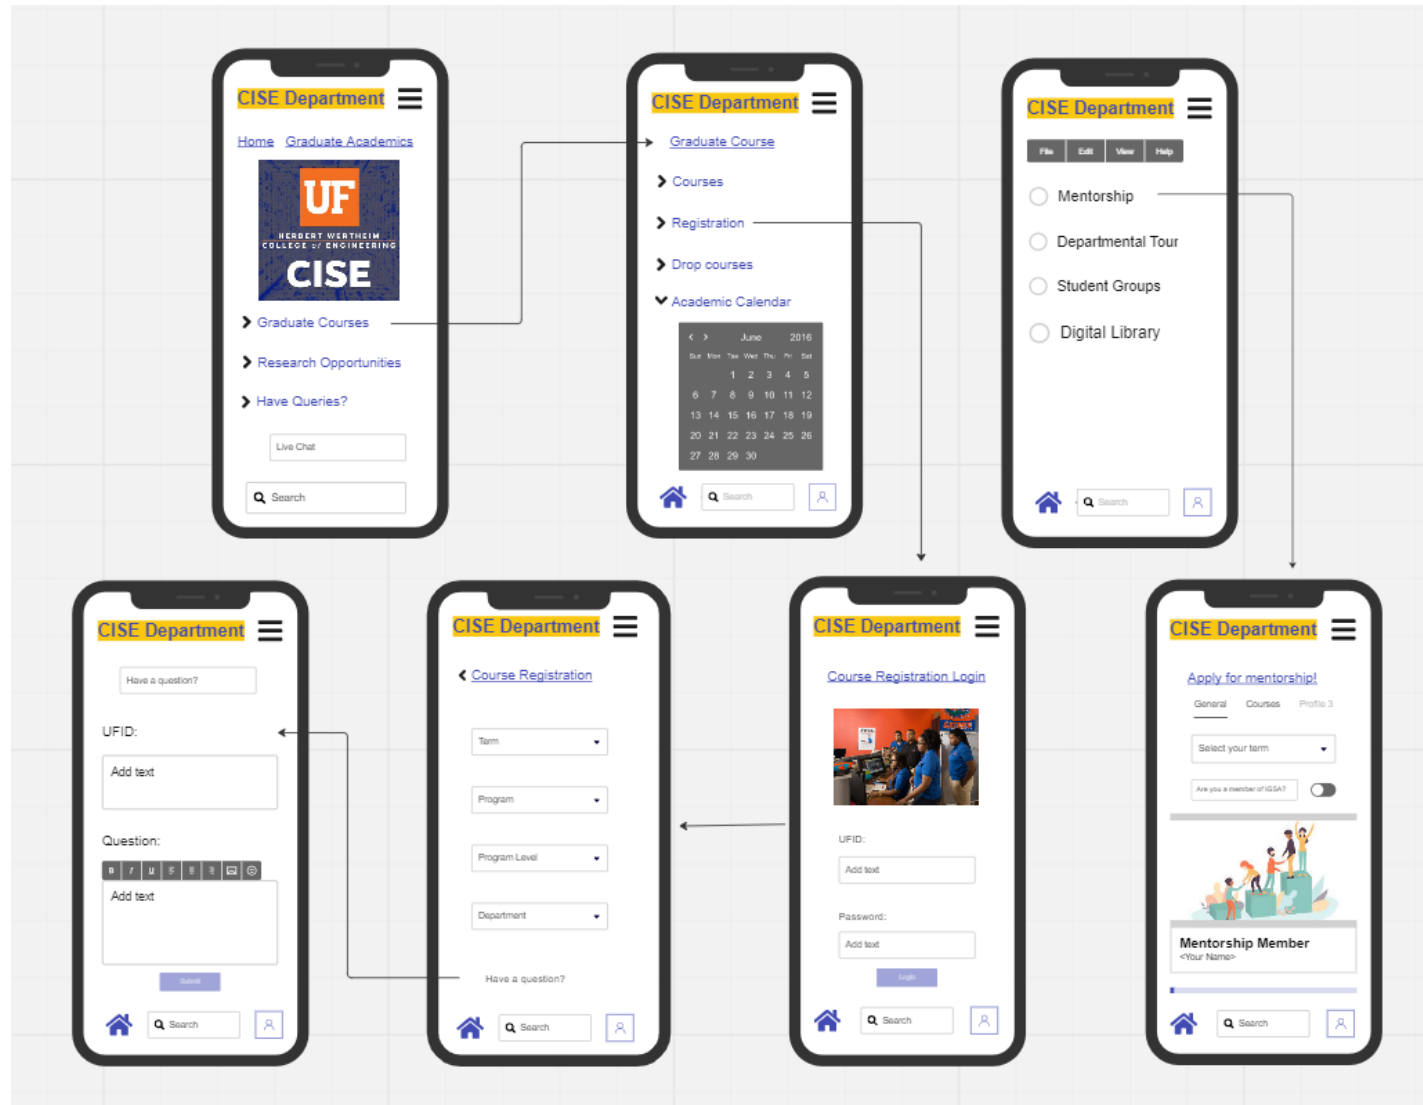 CISE Department
Home Graduate Academics
UF
HERBERT WERTHEIM
COLLEGE of ENGINEERING
CISE
Graduate Courses
Research Opportunities
Have Queries?
Live Chat
Search
CISE Department
Graduate Course
Courses
Registration
Drop courses
Academic Calendar
June 2016
Sun Mon Tue Wed Thu Fri Sat
1 2 3 4 5
6 7 8 9 10 11 12
13 14 15 16 17 18 19
20 21 22 23 24 25 26
27 28 29 30
Search
CISE Department
File Edit View Help
Mentorship
Departmental Tour
Student Groups
Digital Library
Search
CISE Department
Have a question?
UFID:
Add text
Question:
B I U
Add text
Submit
Search
CISE Department
Course Registration
Term
Program
Program Level
Department
Have a question?
Search
CISE Department
Course Registration Login
UFID:
Add text
Password:
Add text
Login
Search
CISE Department
Apply for mentorship!
General Courses Profile 3
Select your term
Are you a member of IGSA?
Mentorship Member
<Your Name>
Search